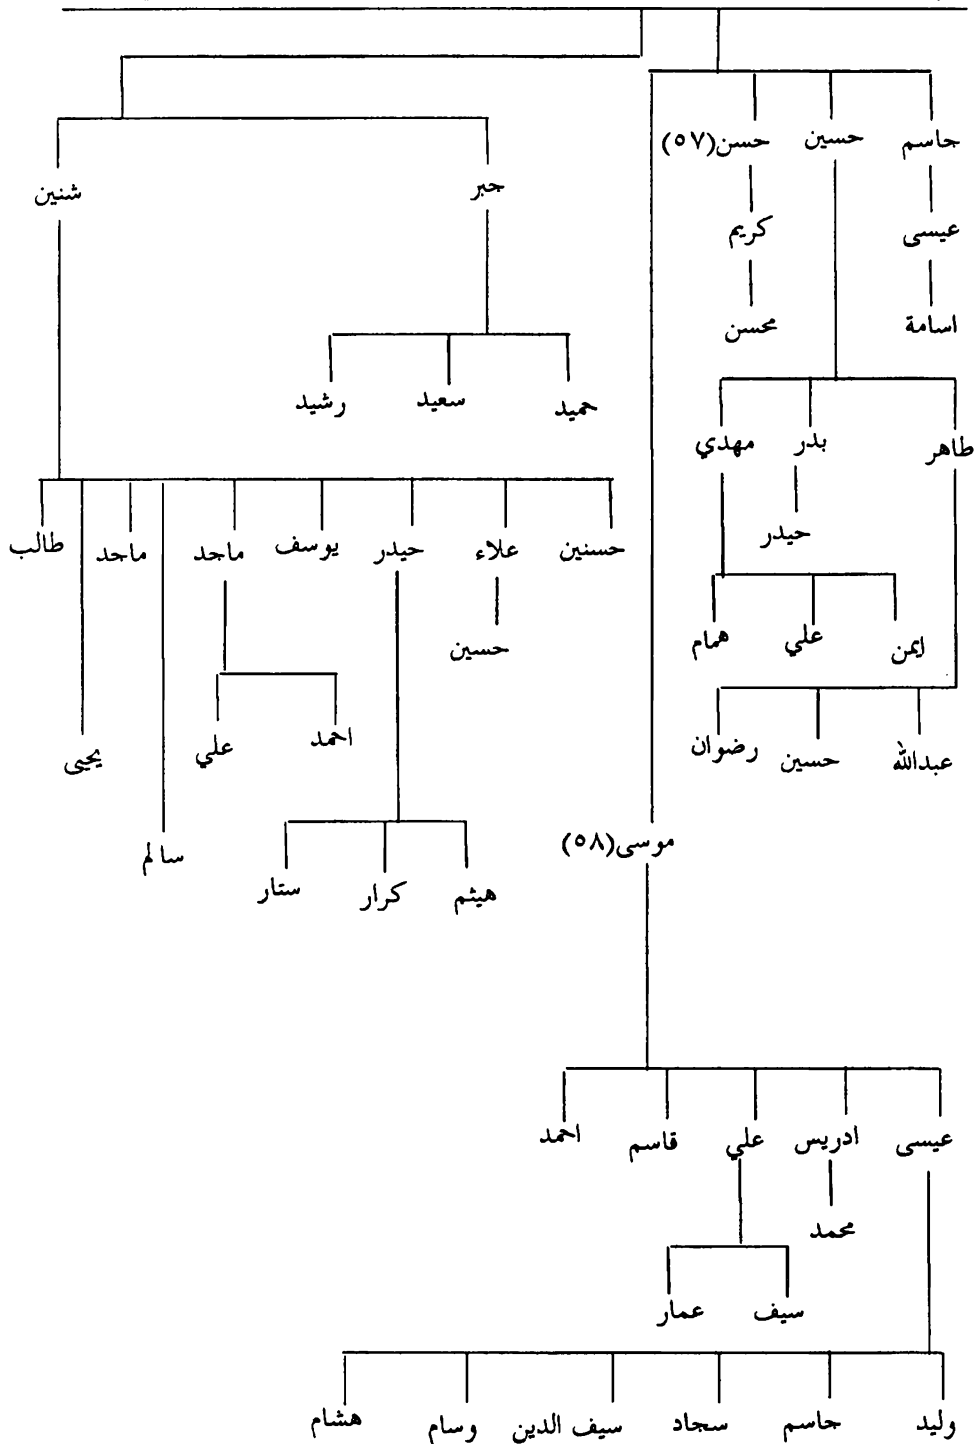 جاسم حسين حسن(٥٧)
جبر شنين
عيسى كريم
اسامة محسن
حميد سعيد رشيد
طاهر بدر مهدي
حسنين علاء حيدر يوسف ماجد ماجد طالب
حيدر
ايمن علي همام
حسين
عبدالله حسين رضوان
احمد علي يحيى
موسى(٥٨)
سالم
هيثم كرار ستار
عيسى ادريس علي قاسم احمد
محمد
سيف عمار
وليد جاسم سجاد سيف الدين وسام هشام